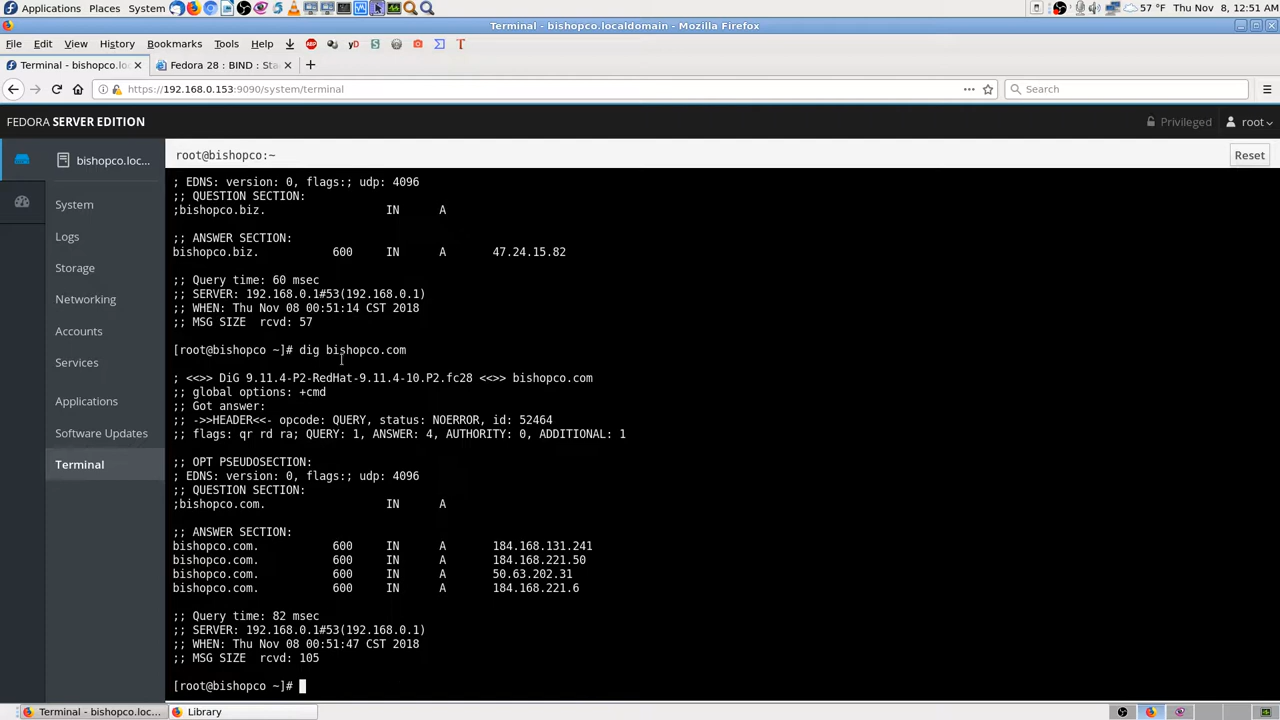 Applications Places System
57 °F Thu Nov 8, 12:51 AM
Terminal - bishopco.localdomain - Mozilla Firefox
File Edit View History Bookmarks Tools Help
Terminal - bishopco.loc
Fedora 28 : BIND : Sta
https://192.168.0.153:9090/system/terminal
Search
FEDORA SERVER EDITION
Privileged
root
bishopco.loc...
root@bishopco:~
Reset
System
Logs
Storage
Networking
Accounts
Services
Applications
Software Updates
Terminal
; EDNS: version: 0, flags:; udp: 4096
;; QUESTION SECTION:
;bishopco.biz. IN A
;; ANSWER SECTION:
bishopco.biz. 600 IN A 47.24.15.82
;; Query time: 60 msec
;; SERVER: 192.168.0.1#53(192.168.0.1)
;; WHEN: Thu Nov 08 00:51:14 CST 2018
;; MSG SIZE rcvd: 57
[root@bishopco ~]# dig bishopco.com
; <<>> DiG 9.11.4-P2-RedHat-9.11.4-10.P2.fc28 <<>> bishopco.com
;; global options: +cmd
;; Got answer:
;; ->>HEADER<<- opcode: QUERY, status: NOERROR, id: 52464
;; flags: qr rd ra; QUERY: 1, ANSWER: 4, AUTHORITY: 0, ADDITIONAL: 1
;; OPT PSEUDOSECTION:
; EDNS: version: 0, flags:; udp: 4096
;; QUESTION SECTION:
;bishopco.com. IN A
;; ANSWER SECTION:
bishopco.com. 600 IN A 184.168.131.241
bishopco.com. 600 IN A 184.168.221.50
bishopco.com. 600 IN A 50.63.202.31
bishopco.com. 600 IN A 184.168.221.6
;; Query time: 82 msec
;; SERVER: 192.168.0.1#53(192.168.0.1)
;; WHEN: Thu Nov 08 00:51:47 CST 2018
;; MSG SIZE rcvd: 105
[root@bishopco ~]#
Terminal - bishopco.loc...
Library